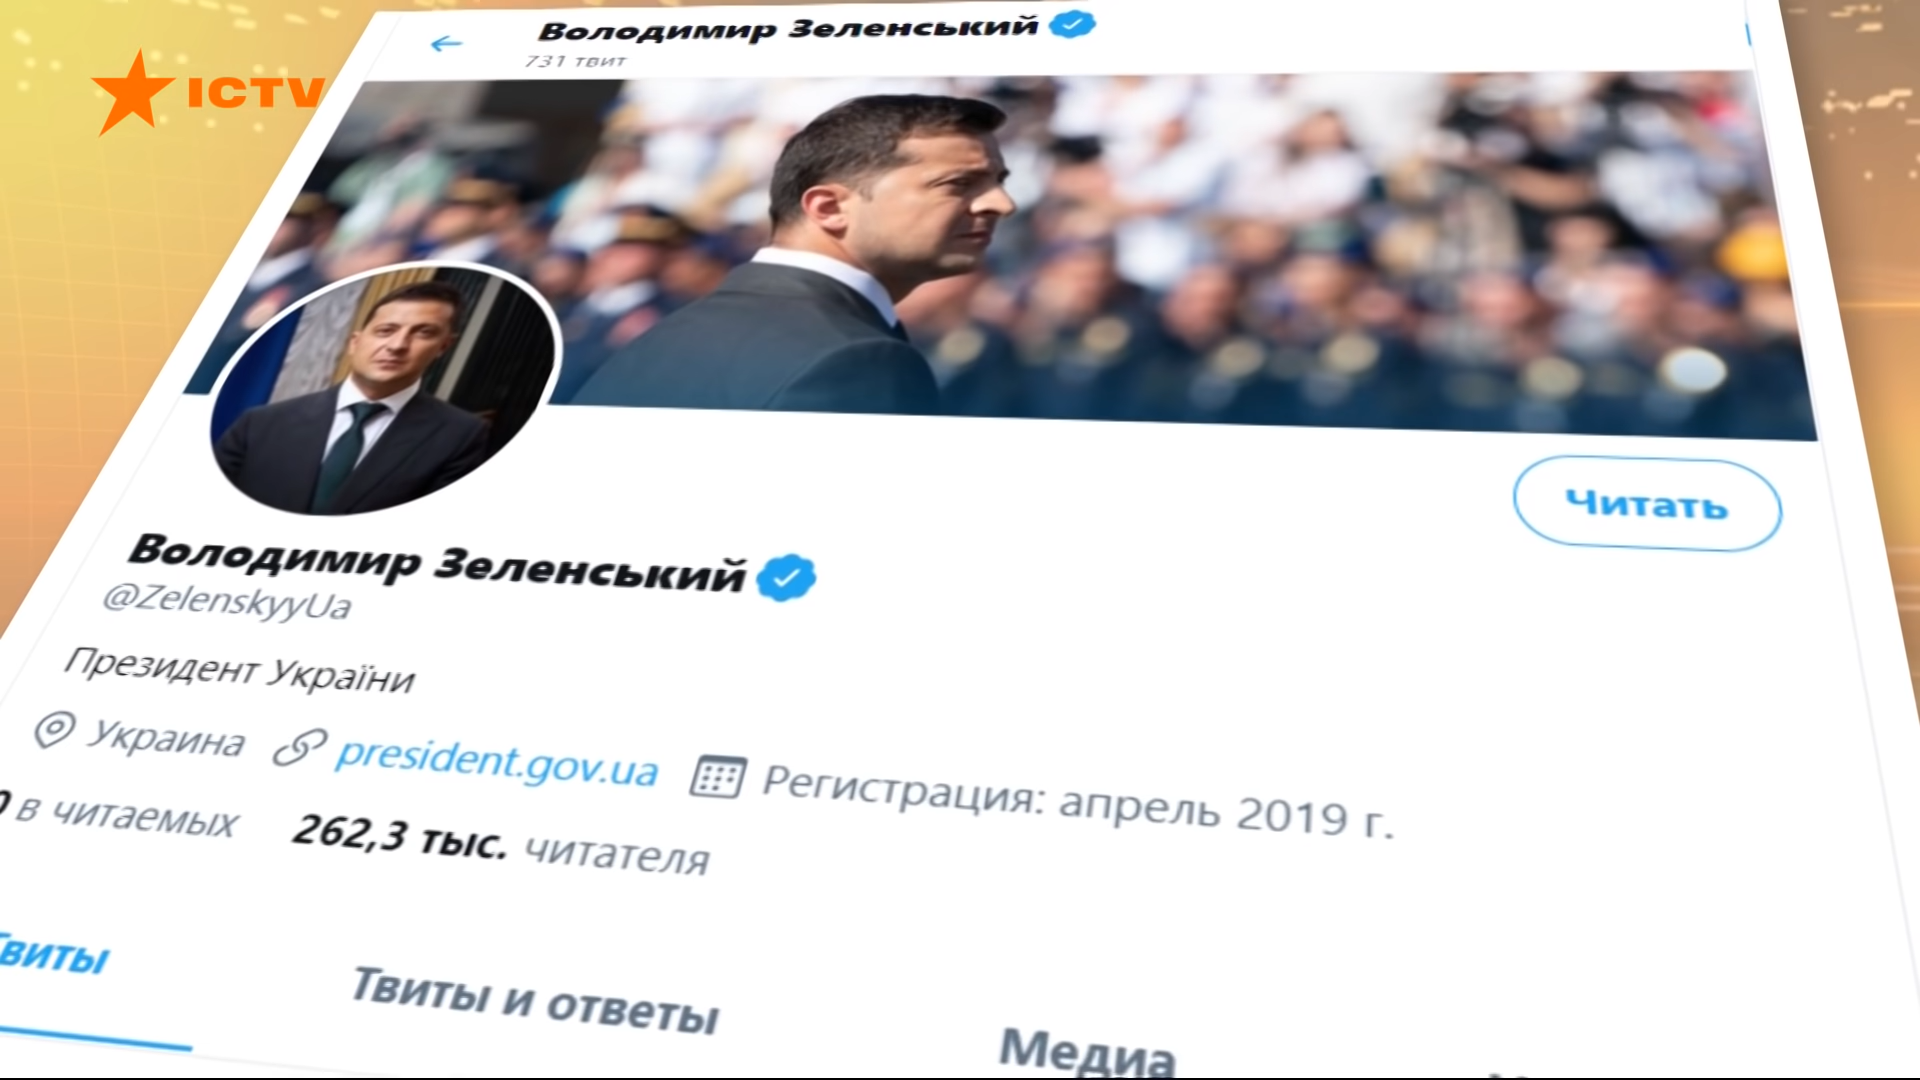 Володимир Зеленський
731 твит
ICTV
Читать
Володимир Зеленський
@ZelenskyyUa
Президент України
Украина president.gov.ua Регистрация: апрель 2019 г.
в читаемых 262,3 тыс. читателя
Твиты Твиты и ответы Медиа